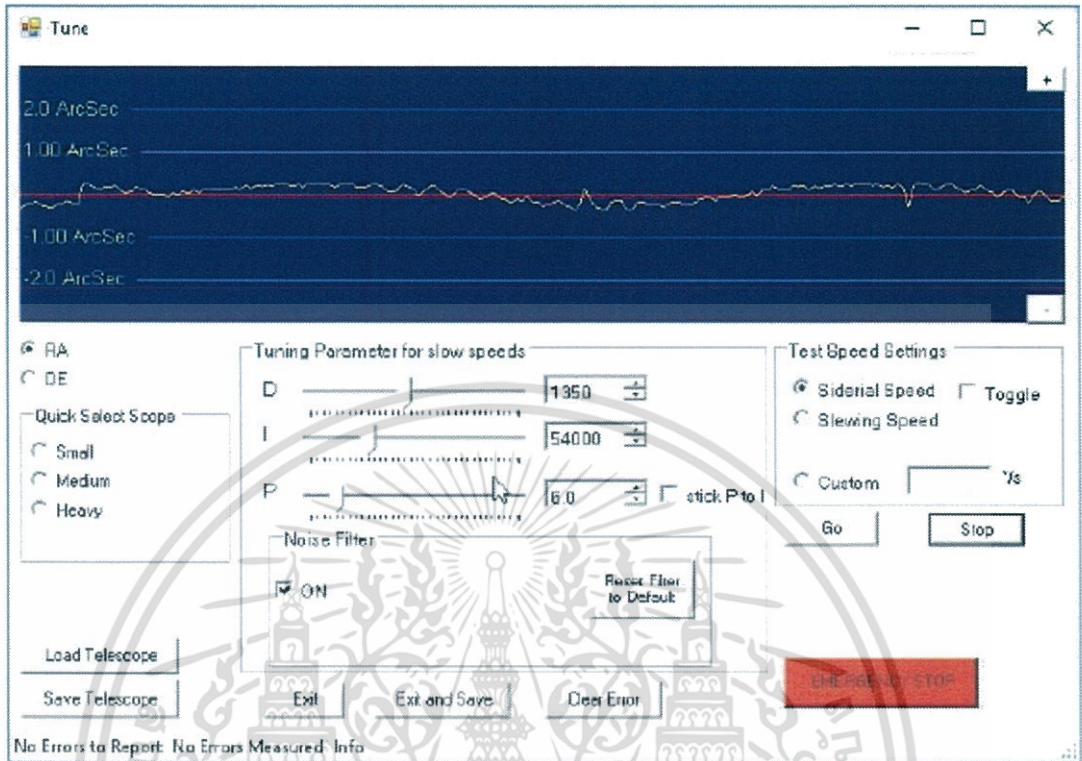 Tune
+
2.0 ArcSec
1.00 ArcSec
-1.00 ArcSec
-2.0 ArcSec
-
RA
DE
Quick Select Scope
Small
Medium
Heavy
Load Telescope
Save Telescope
Tuning Parameter for slow speeds
D 1350
I 54000
P 6.0 stick P to I
Noise Filter
ON
Reset Filter
to Default
Exit
Exit and Save
Clear Error
Test Speed Settings
Siderial Speed Toggle
Slewing Speed
Custom °/s
Go Stop
EMERGENCY STOP
No Errors to Report No Errors Measured Info